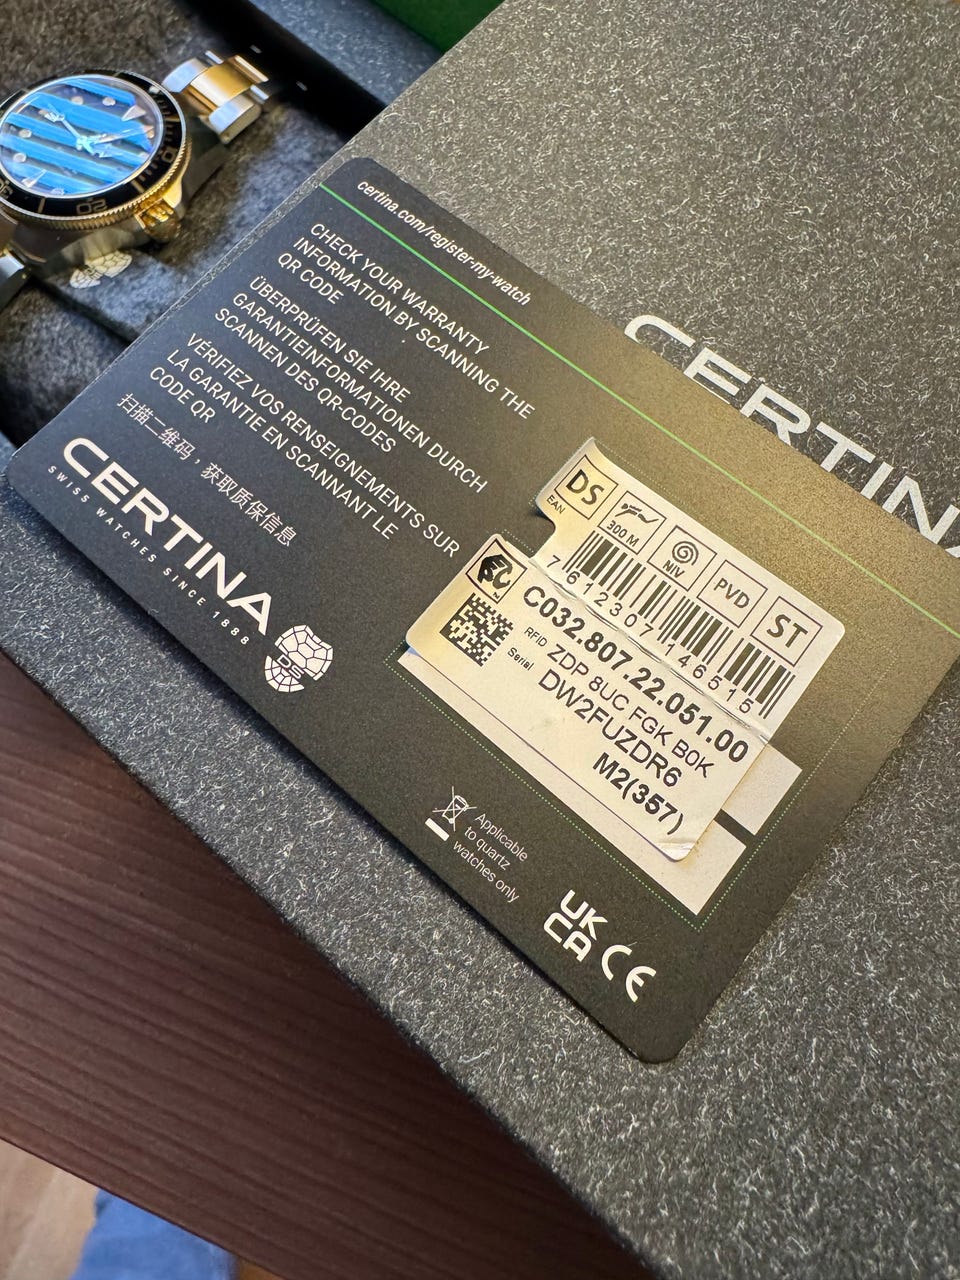 certina.com/register-my-watch
CHECK YOUR WARRANTY
INFORMATION BY SCANNING THE
QR CODE
ÜBERPRÜFEN SIE IHRE
GARANTIEINFORMATIONEN DURCH
SCANNEN DES QR-CODES
VÉRIFIEZ VOS RENSEIGNEMENTS SUR
LA GARANTIE EN SCANNANT LE
CODE QR
扫描二维码，获取质保信息
CERTINA
SWISS WATCHES SINCE 1888
DS
DS
300 M
NIV
PVD
ST
EAN
7612307146515
C032.807.22.051.00
RFID ZDP 8UC FGK B0K
Serial DW2FUZDR6
M2(357)
Applicable
to quartz
watches only
UK
CA CE
CERTINA
20